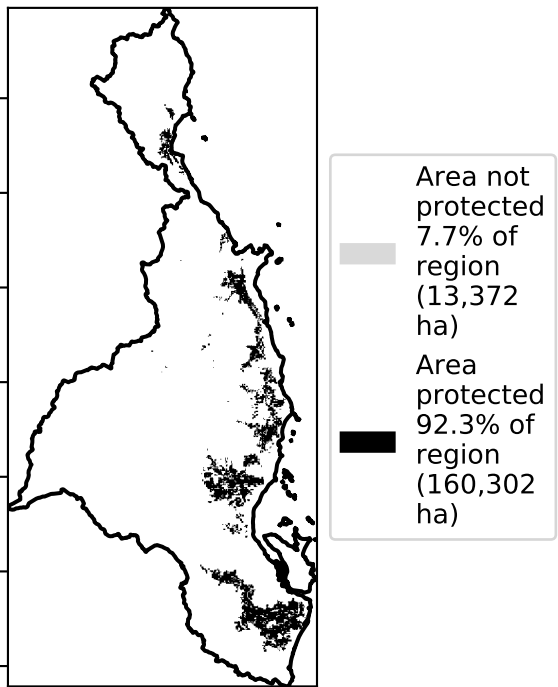 Area not
protected
7.7% of
region
(13,372
ha)
Area
protected
92.3% of
region
(160,302
ha)